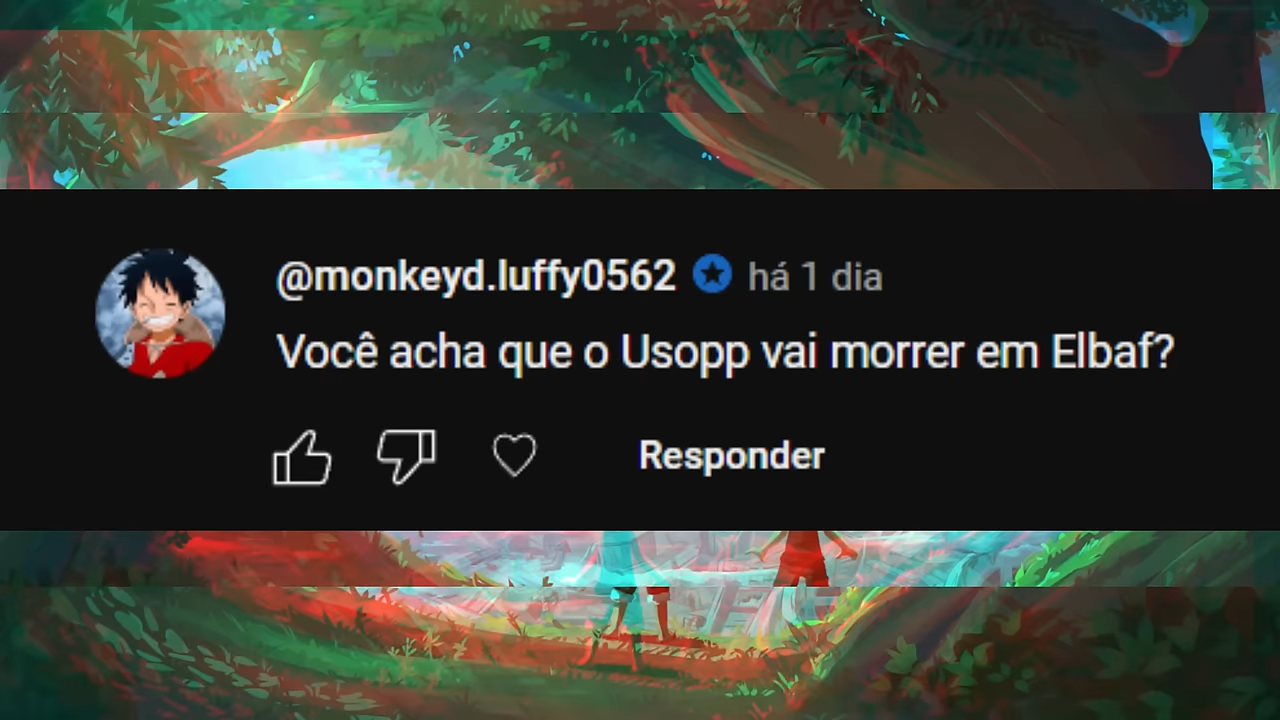 @monkeyd.luffy0562 há 1 dia
Você acha que o Usopp vai morrer em Elbaf?
Responder